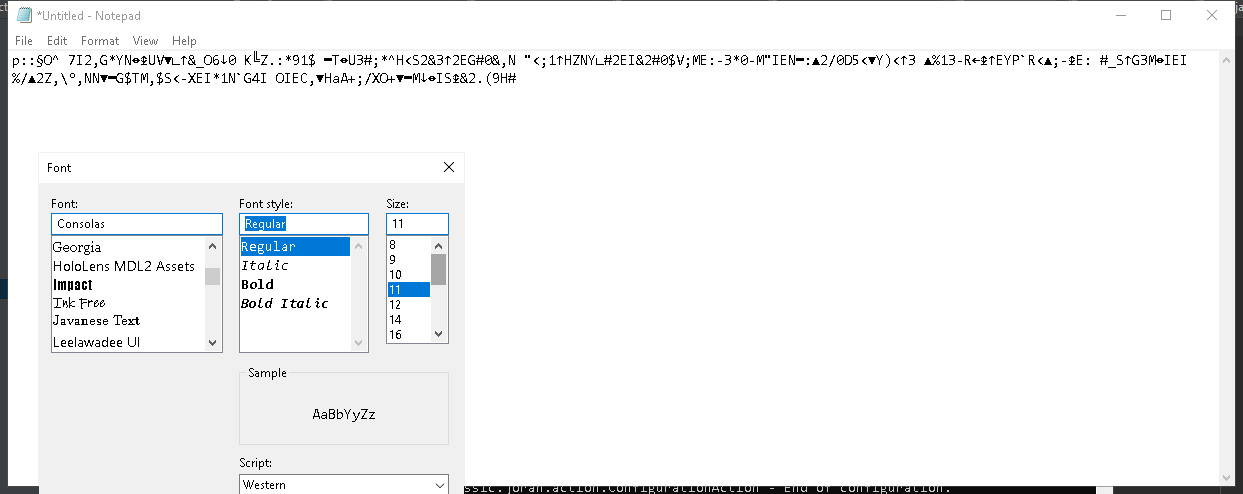 *Untitled - Notepad
File Edit Format View Help
p::§O^ 7I2,G*YN⬌⇭UV▼∟↑&_O6↓0 K╚Z.:*91$ ━T⬌U3#;*^H<S2&3↑2EG#0&,N "<;1↑HZNY∟#2EI&2#0$V;ME:-3*0-M"IEN━:▲2/0D5<▼Y)<↑3 ▲%13-R←⇭↑EYP`R<▲;-⇭E: #_S↑G3M⬌IEI
%/▲2Z,\°,NN▼━G$TM,$S<-XEI*1N`G4I OIEC,▼HaA+;/XO+▼━M↓⬌IS⇭&2.(9H#
Font
Font: Font style: Size:
Consolas Regular 11
Georgia Regular 8
HoloLens MDL2 Assets Italic 9
Impact Bold 10
Ink Free Bold Italic 11
Javanese Text 12
Leelawadee UI 14
16
Sample
AaBbYyZz
Script:
Western
ssic.joran.action.ConfigurationAction - End of configuration.